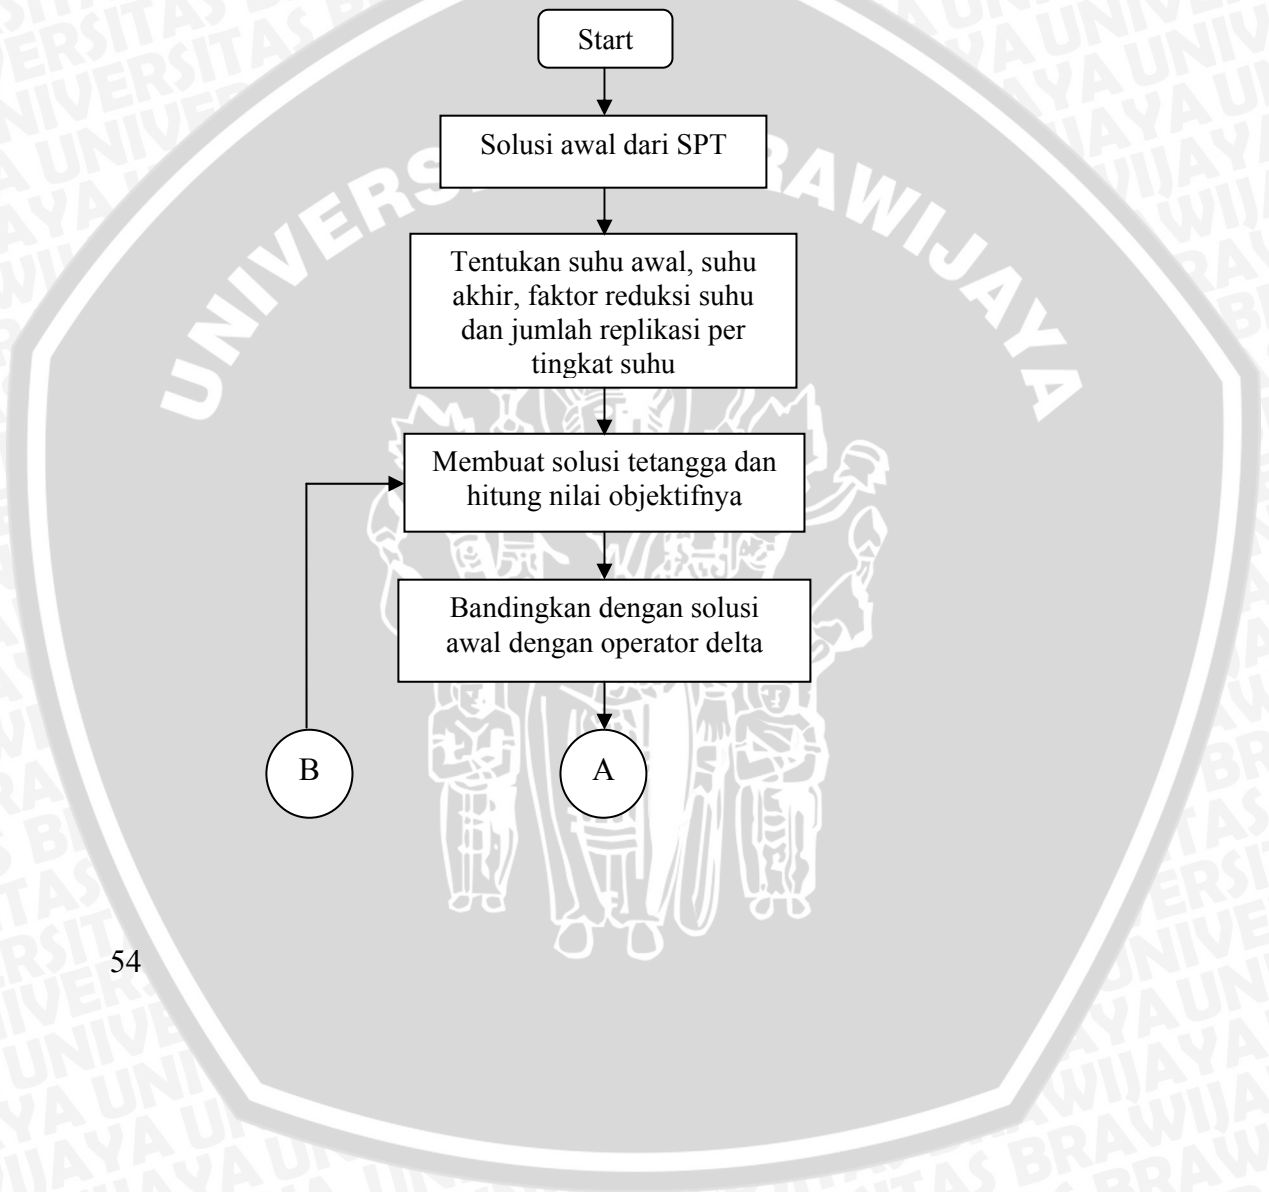 Start
Solusi awal dari SPT
Tentukan suhu awal, suhu
akhir, faktor reduksi suhu
dan jumlah replikasi per
tingkat suhu
Membuat solusi tetangga dan
hitung nilai objektifnya
Bandingkan dengan solusi
awal dengan operator delta
B
A
54